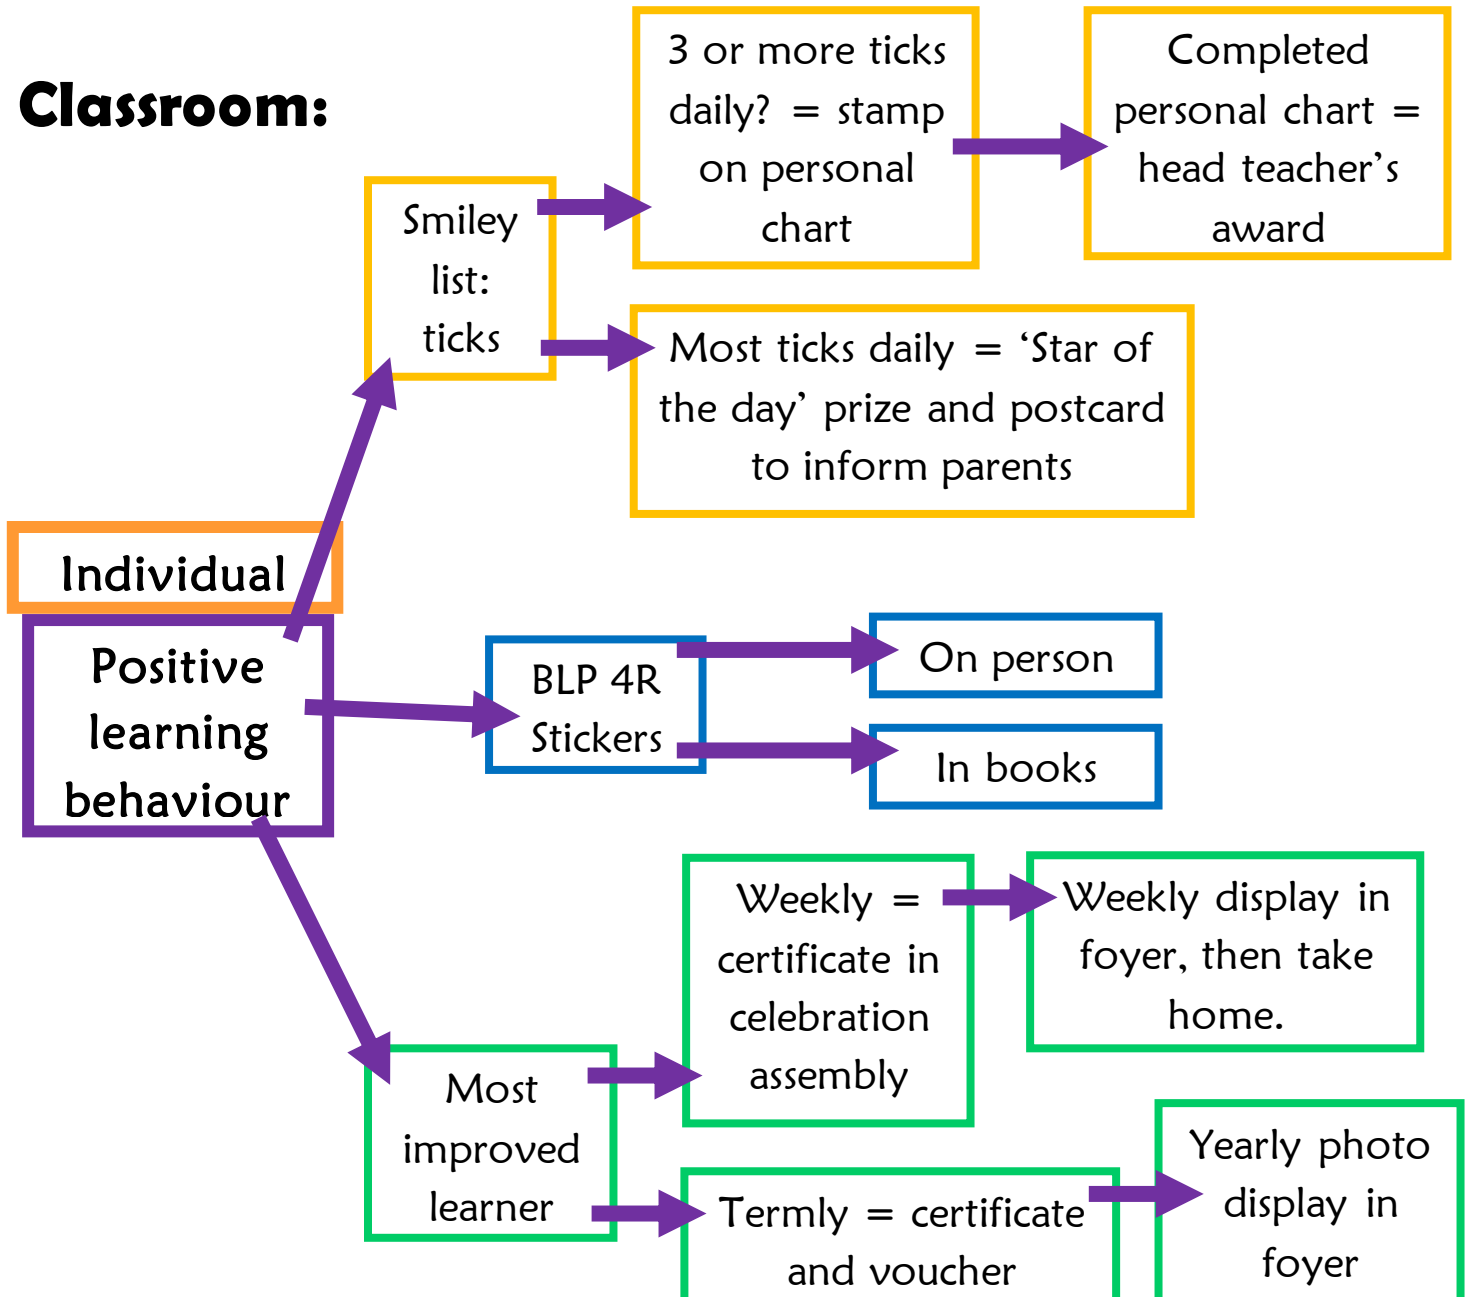 Classroom:
3 or more ticks
daily? = stamp
on personal
chart
Completed
personal chart =
head teacher’s
award
Smiley
list:
ticks
Most ticks daily = ‘Star of
the day’ prize and postcard
to inform parents
Individual
Positive
learning
behaviour
BLP 4R
Stickers
On person
In books
Most
improved
learner
Weekly =
certificate in
celebration
assembly
Weekly display in
foyer, then take
home.
Termly = certificate
and voucher
Yearly photo
display in
foyer